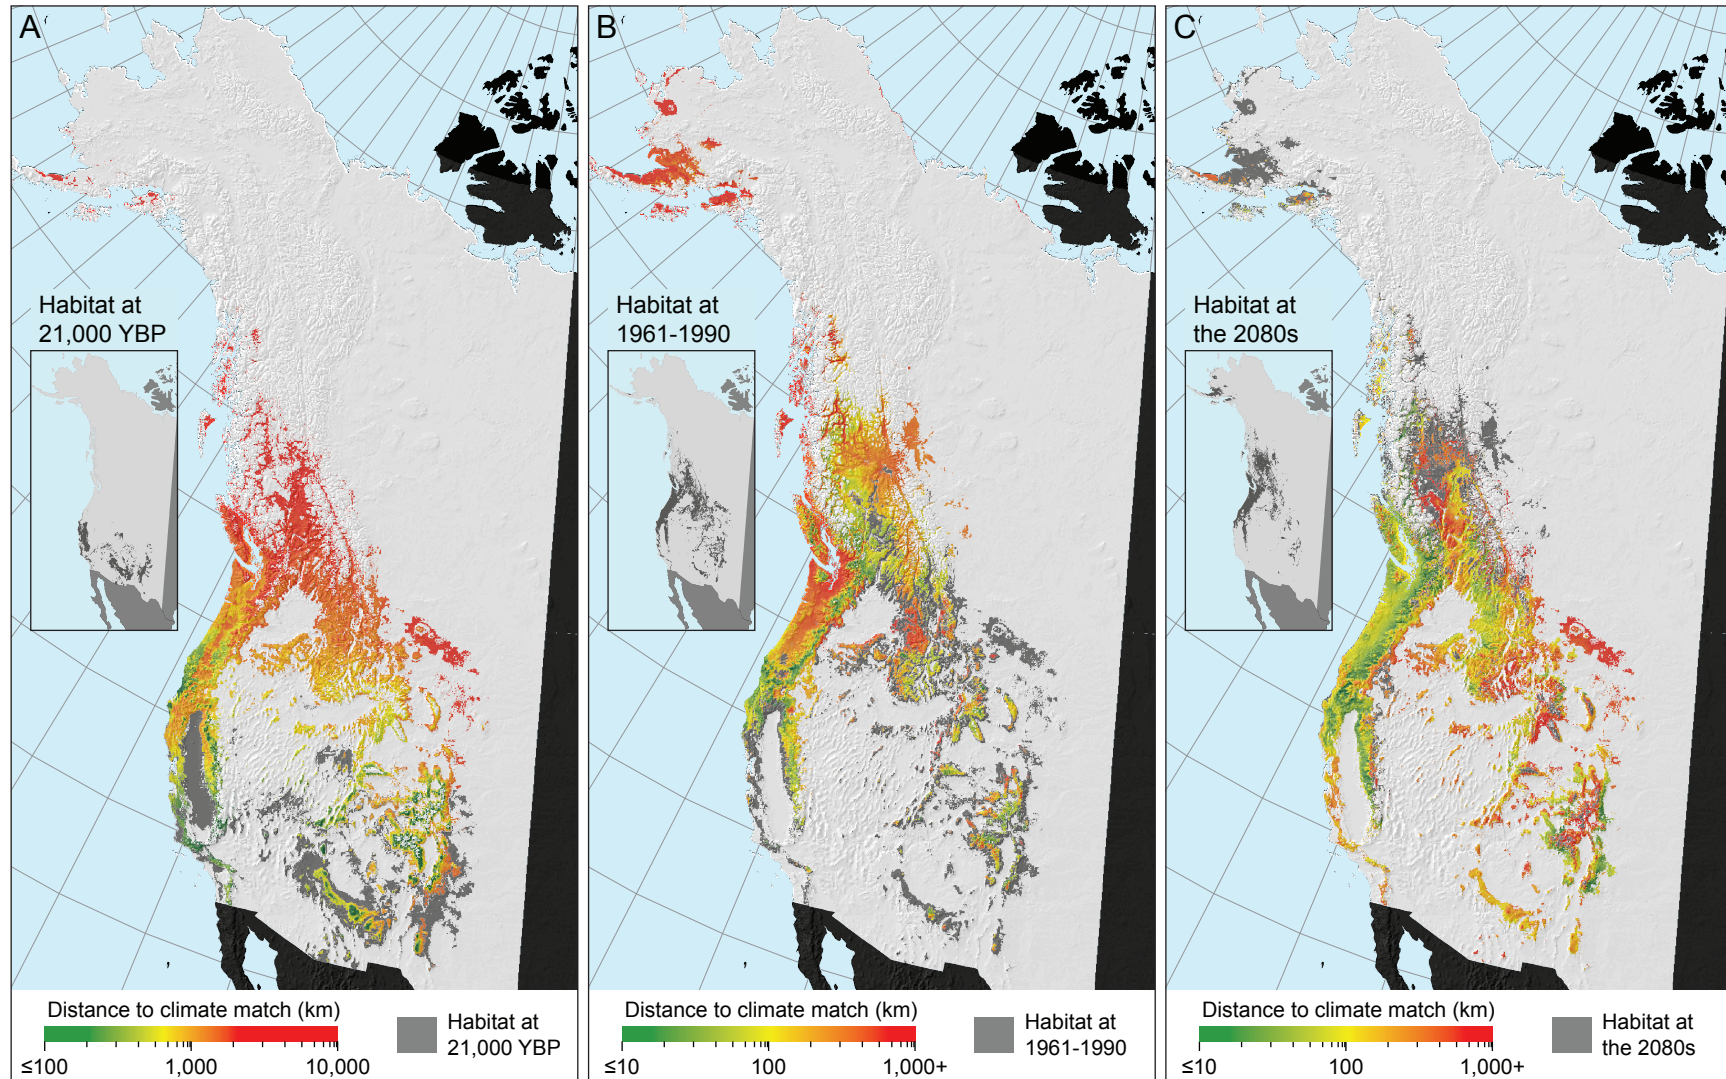 A
Habitat at
21,000 YBP
Distance to climate match (km)
≤100 1,000 10,000
Habitat at
21,000 YBP
B
Habitat at
1961-1990
Distance to climate match (km)
≤10 100 1,000+
Habitat at
1961-1990
C
Habitat at
the 2080s
Distance to climate match (km)
≤10 100 1,000+
Habitat at
the 2080s